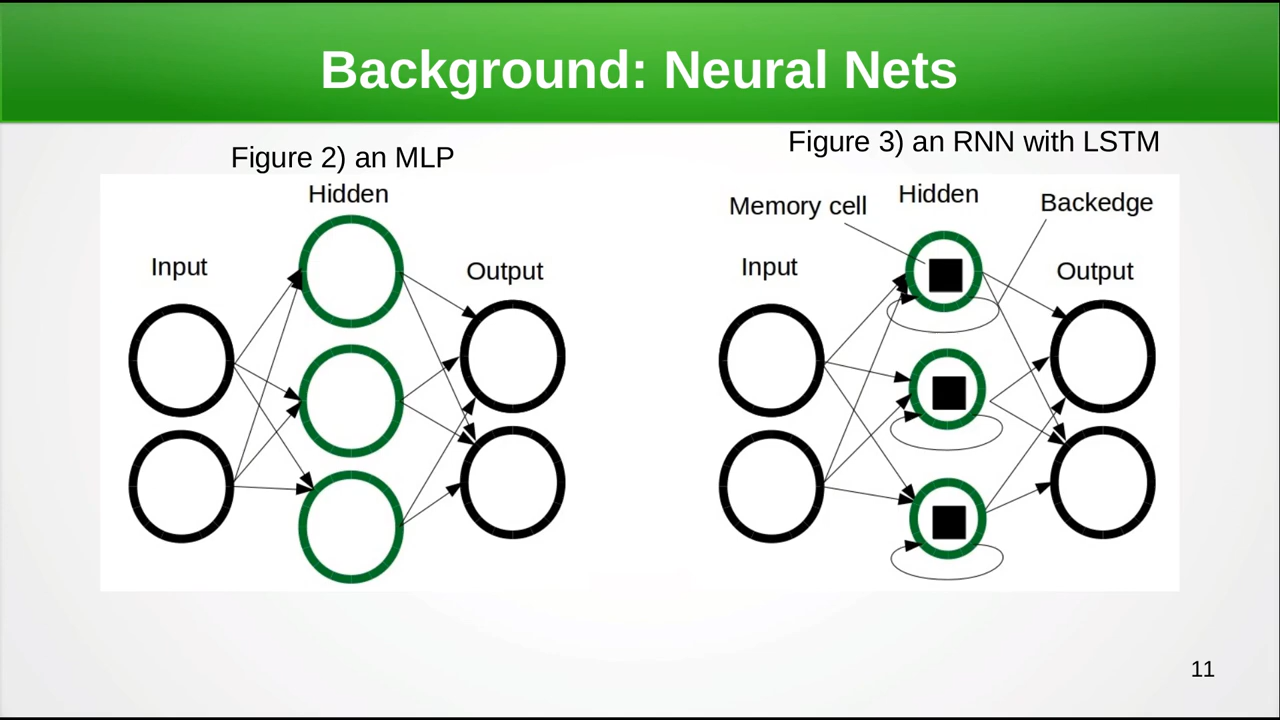 Background: Neural Nets
Figure 2) an MLP
Hidden
Input
Output
Figure 3) an RNN with LSTM
Memory cell
Hidden
Backedge
Input
Output
11